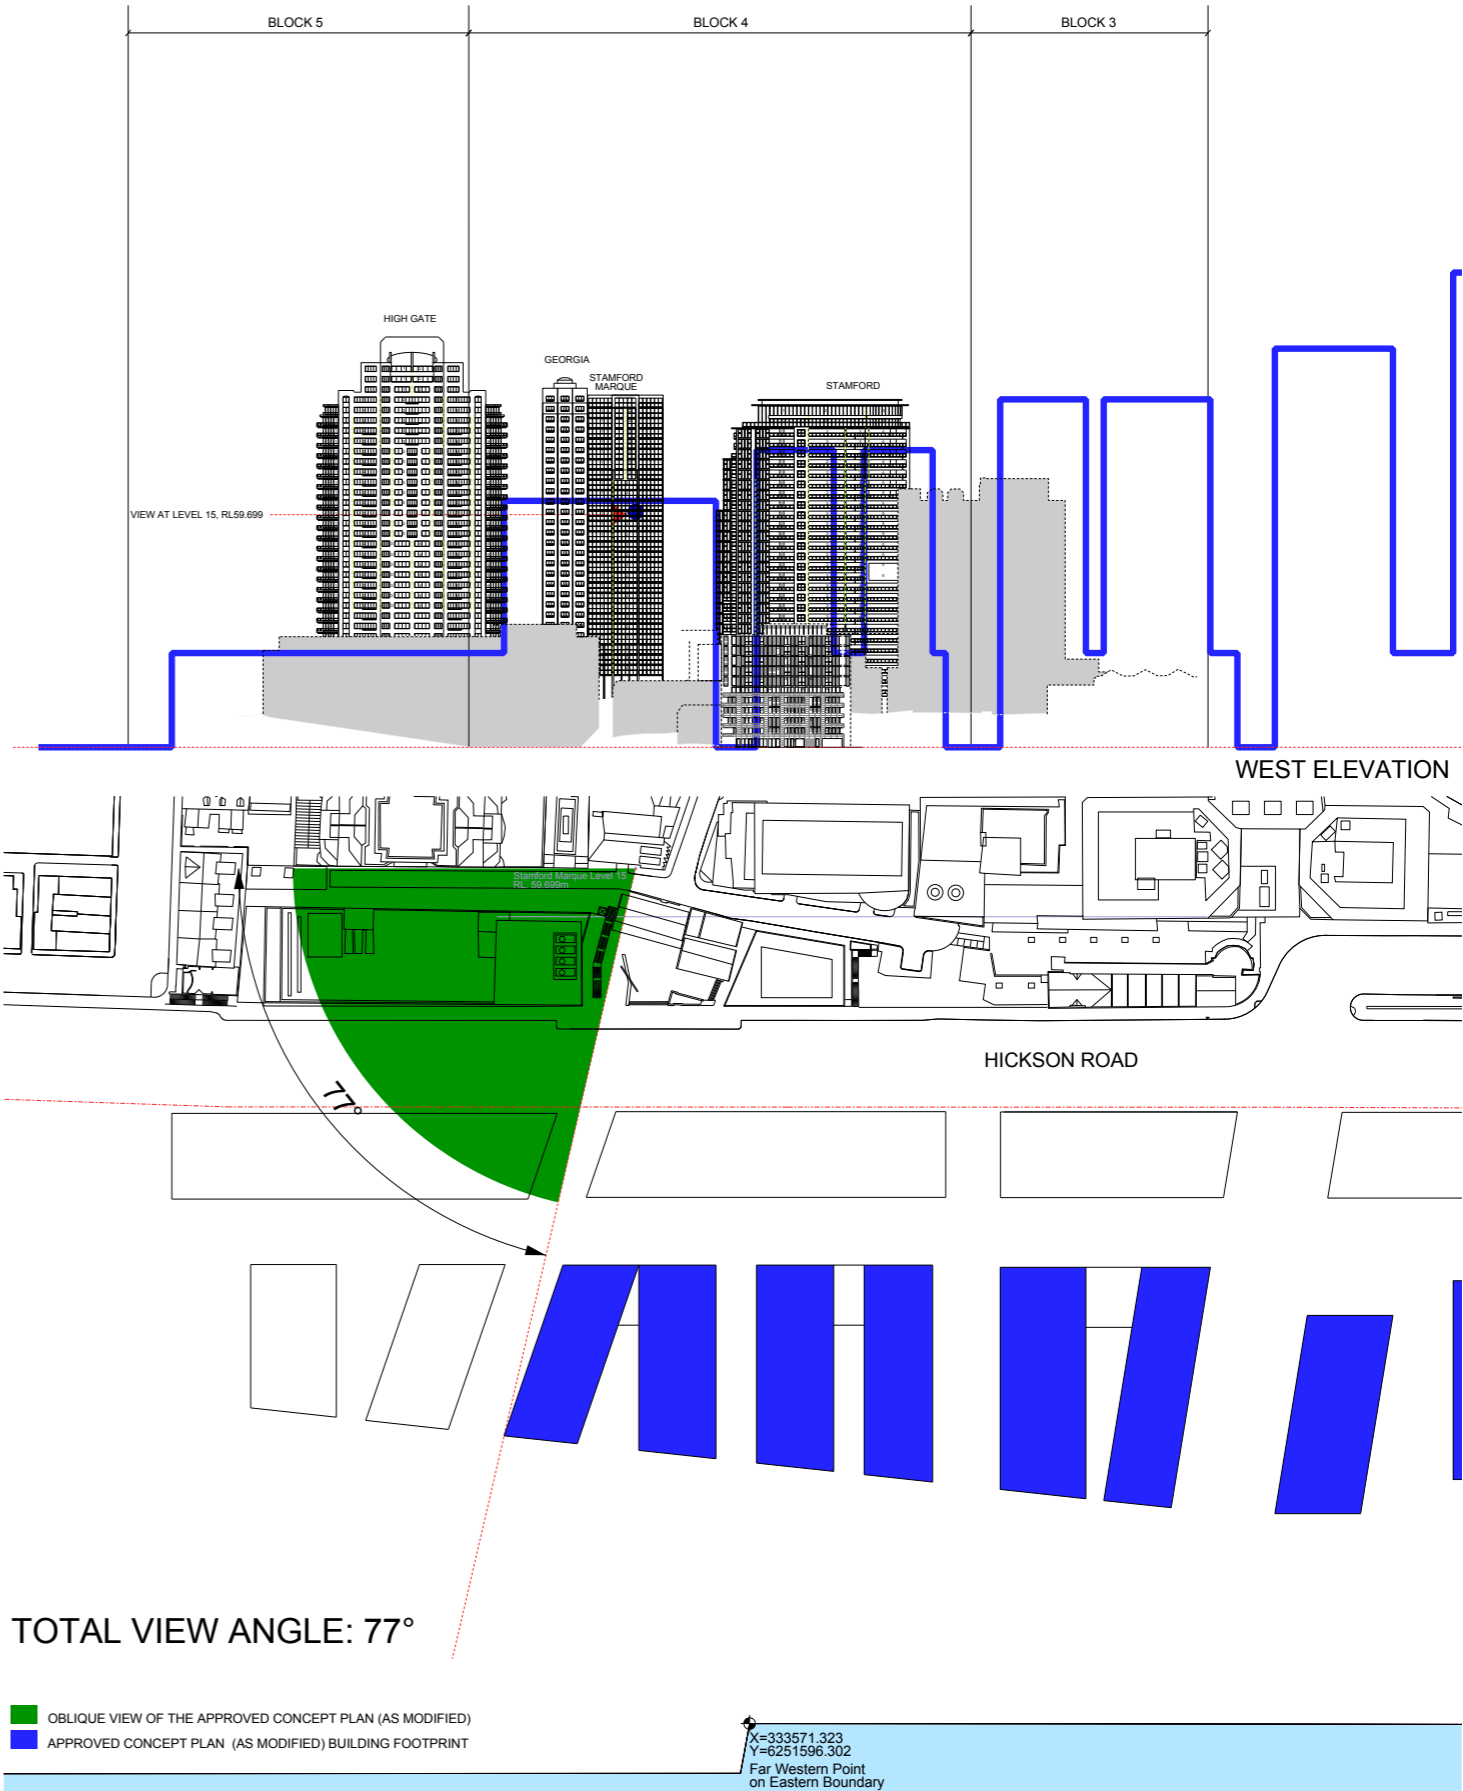 BLOCK 5
BLOCK 4
BLOCK 3
HIGH GATE
GEORGIA
STAMFORD
MARQUE
STAMFORD
VIEW AT LEVEL 15, RL59.699
WEST ELEVATION
Stamford Marque Level 15
RL. 59.699m
HICKSON ROAD
77°
TOTAL VIEW ANGLE: 77°
OBLIQUE VIEW OF THE APPROVED CONCEPT PLAN (AS MODIFIED)
APPROVED CONCEPT PLAN (AS MODIFIED) BUILDING FOOTPRINT
X=333571.323
Y=6251596.302
Far Western Point
on Eastern Boundary